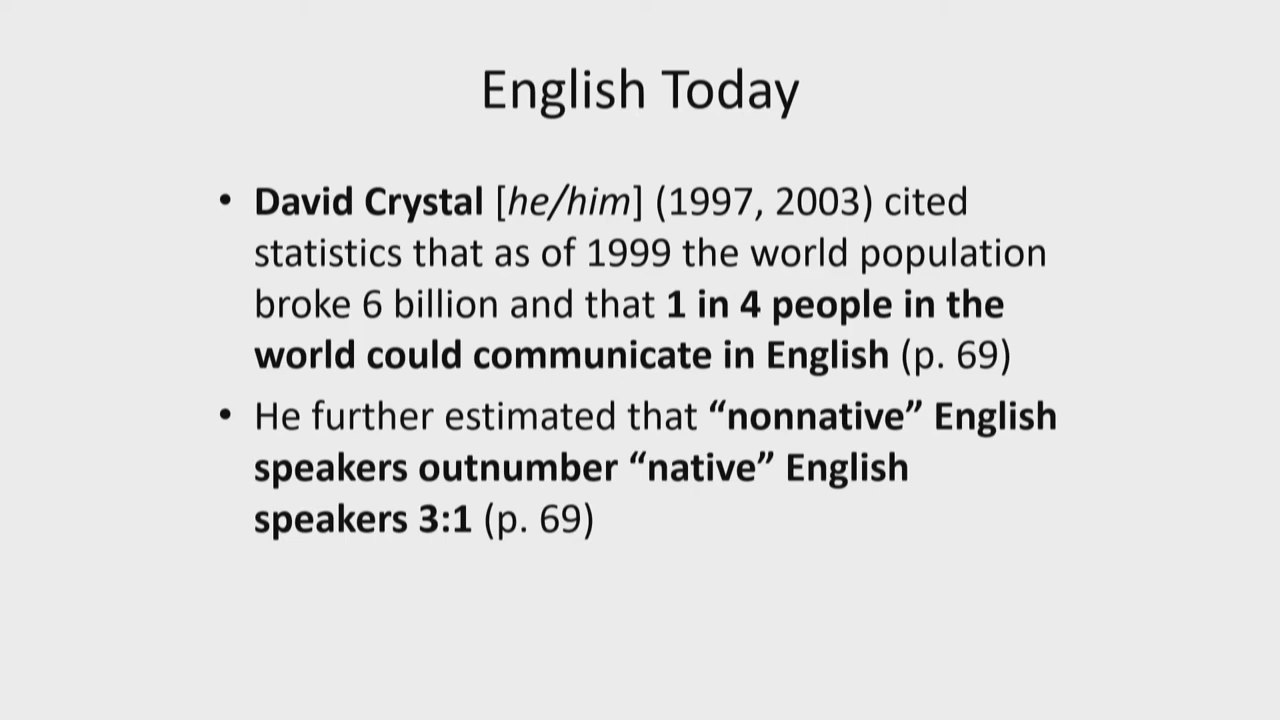 English Today
• David Crystal [he/him] (1997, 2003) cited
statistics that as of 1999 the world population
broke 6 billion and that 1 in 4 people in the
world could communicate in English (p. 69)
• He further estimated that “nonnative” English
speakers outnumber “native” English
speakers 3:1 (p. 69)